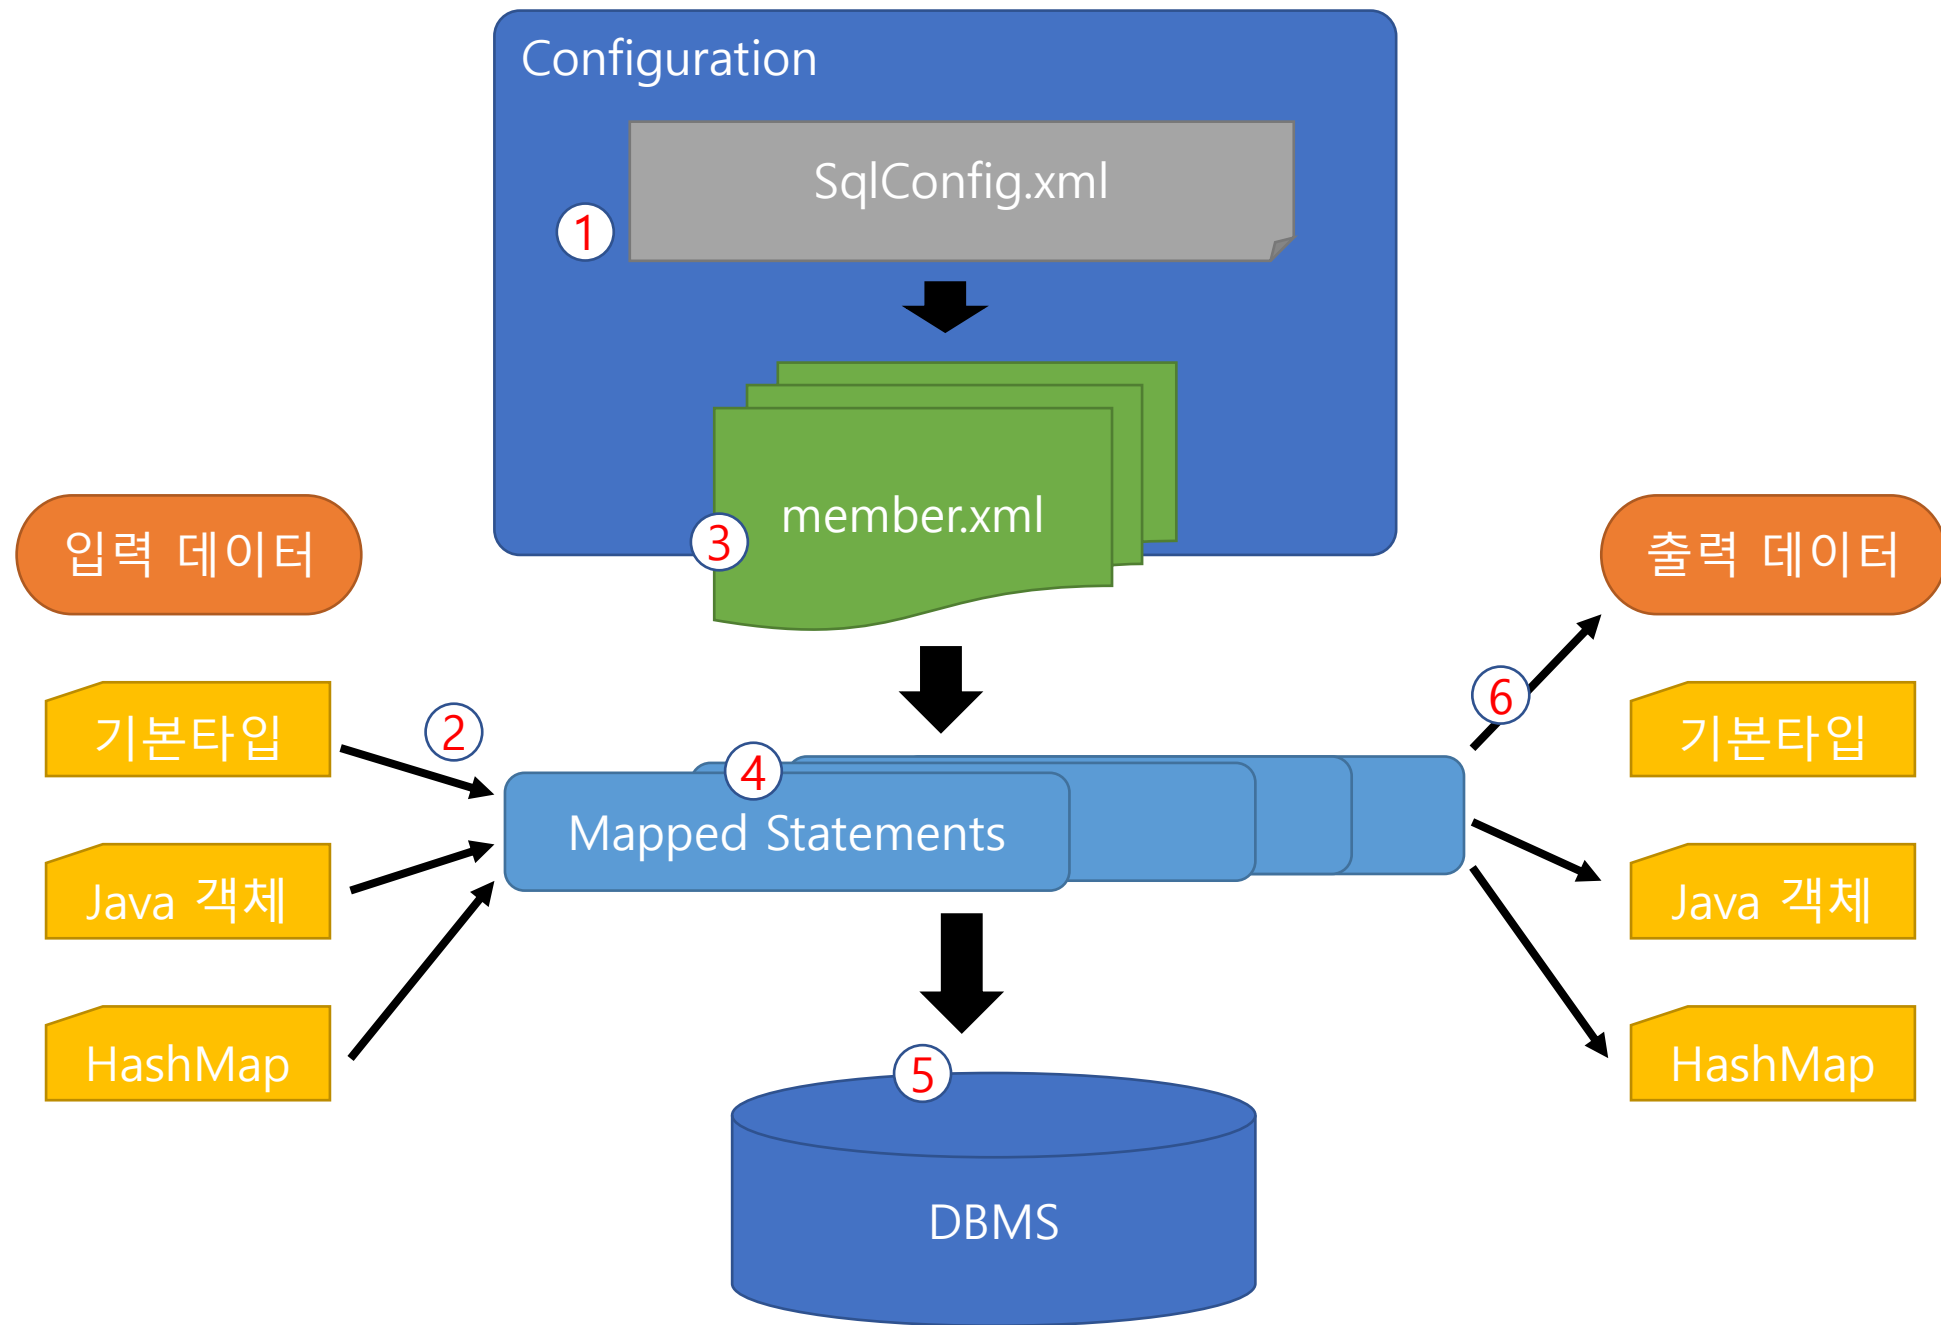 Configuration
SqlConfig.xml
1
member.xml
3
입력 데이터
출력 데이터
기본타입
2
6
기본타입
4
Mapped Statements
Java 객체
Java 객체
HashMap
5
HashMap
DBMS